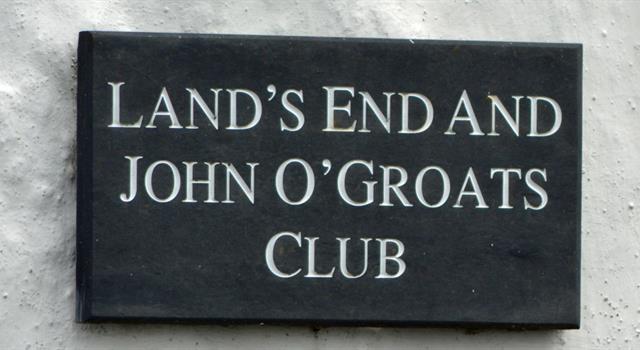 LAND'S END AND
JOHN O'GROATS
CLUB